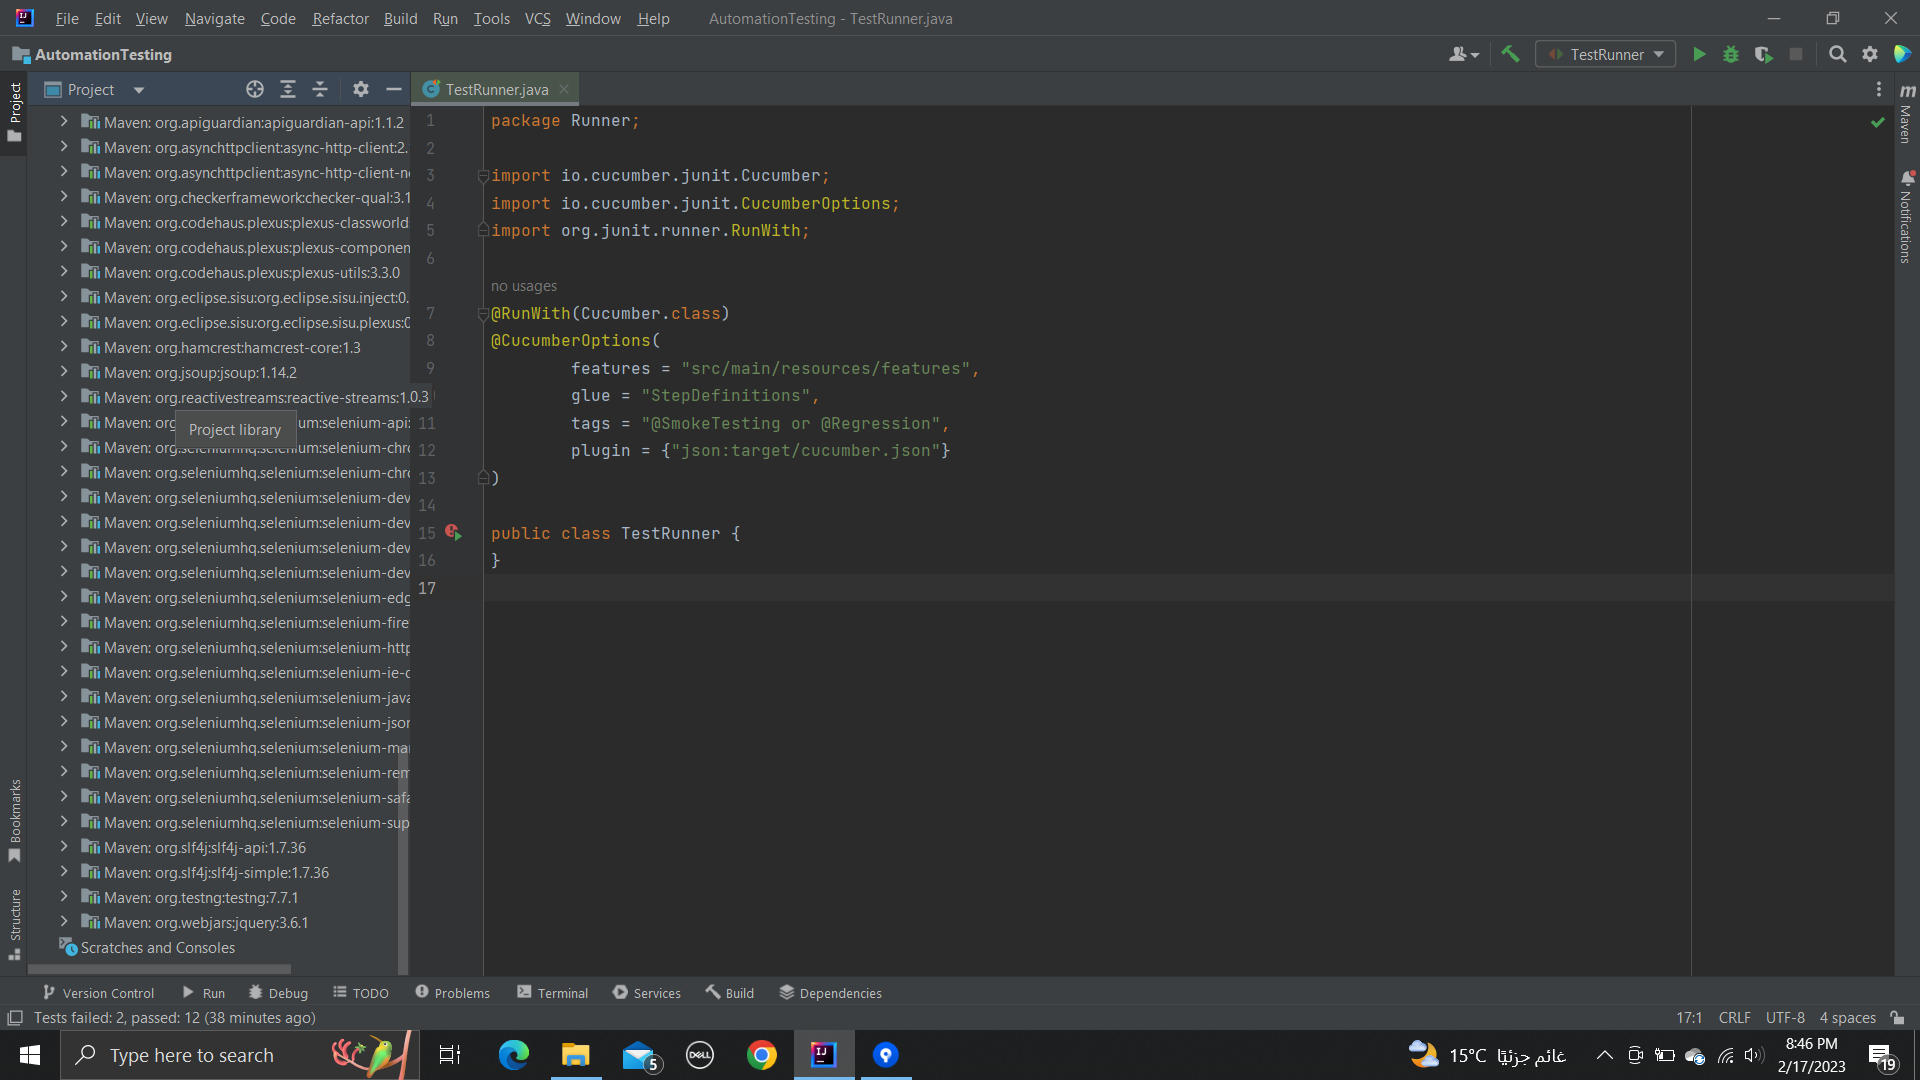 File Edit View Navigate Code Refactor Build Run Tools VCS Window Help AutomationTesting - TestRunner.java
AutomationTesting
TestRunner
Project
Project
TestRunner.java
Maven: org.apiguardian:apiguardian-api:1.1.2
Maven: org.asynchttpclient:async-http-client:2.
Maven: org.asynchttpclient:async-http-client-ne
Maven: org.checkerframework:checker-qual:3.1
Maven: org.codehaus.plexus:plexus-classworld
Maven: org.codehaus.plexus:plexus-componen
Maven: org.codehaus.plexus:plexus-utils:3.3.0
Maven: org.eclipse.sisu:org.eclipse.sisu.inject:0.
Maven: org.eclipse.sisu:org.eclipse.sisu.plexus:0
Maven: org.hamcrest:hamcrest-core:1.3
Maven: org.jsoup:jsoup:1.14.2
Maven: org.reactivestreams:reactive-streams:1.0.3
Maven: org um:selenium-api:
Project library
Maven: org.seleniumhq.selenium:selenium-chr
Maven: org.seleniumhq.selenium:selenium-chr
Maven: org.seleniumhq.selenium:selenium-dev
Maven: org.seleniumhq.selenium:selenium-dev
Maven: org.seleniumhq.selenium:selenium-dev
Maven: org.seleniumhq.selenium:selenium-dev
Maven: org.seleniumhq.selenium:selenium-edg
Maven: org.seleniumhq.selenium:selenium-fire
Maven: org.seleniumhq.selenium:selenium-http
Maven: org.seleniumhq.selenium:selenium-ie-d
Maven: org.seleniumhq.selenium:selenium-java
Maven: org.seleniumhq.selenium:selenium-json
Maven: org.seleniumhq.selenium:selenium-man
Maven: org.seleniumhq.selenium:selenium-rem
Maven: org.seleniumhq.selenium:selenium-safa
Maven: org.seleniumhq.selenium:selenium-sup
Maven: org.slf4j:slf4j-api:1.7.36
Maven: org.slf4j:slf4j-simple:1.7.36
Maven: org.testng:testng:7.7.1
Maven: org.webjars:jquery:3.6.1
Scratches and Consoles
Bookmarks
Structure
1 package Runner;
2
3 import io.cucumber.junit.Cucumber;
4 import io.cucumber.junit.CucumberOptions;
5 import org.junit.runner.RunWith;
6
no usages
7 @RunWith(Cucumber.class)
8 @CucumberOptions(
9 features = "src/main/resources/features",
glue = "StepDefinitions",
11 tags = "@SmokeTesting or @Regression",
12 plugin = {"json:target/cucumber.json"}
13 )
14
15 public class TestRunner {
16 }
17
m
Maven
Notifications
Version Control Run Debug TODO Problems Terminal Services Build Dependencies
Tests failed: 2, passed: 12 (38 minutes ago) 17:1 CRLF UTF-8 4 spaces
Type here to search 5 DELL IJ 15°C غائم جزئيًا 8:46 PM
2/17/2023 19